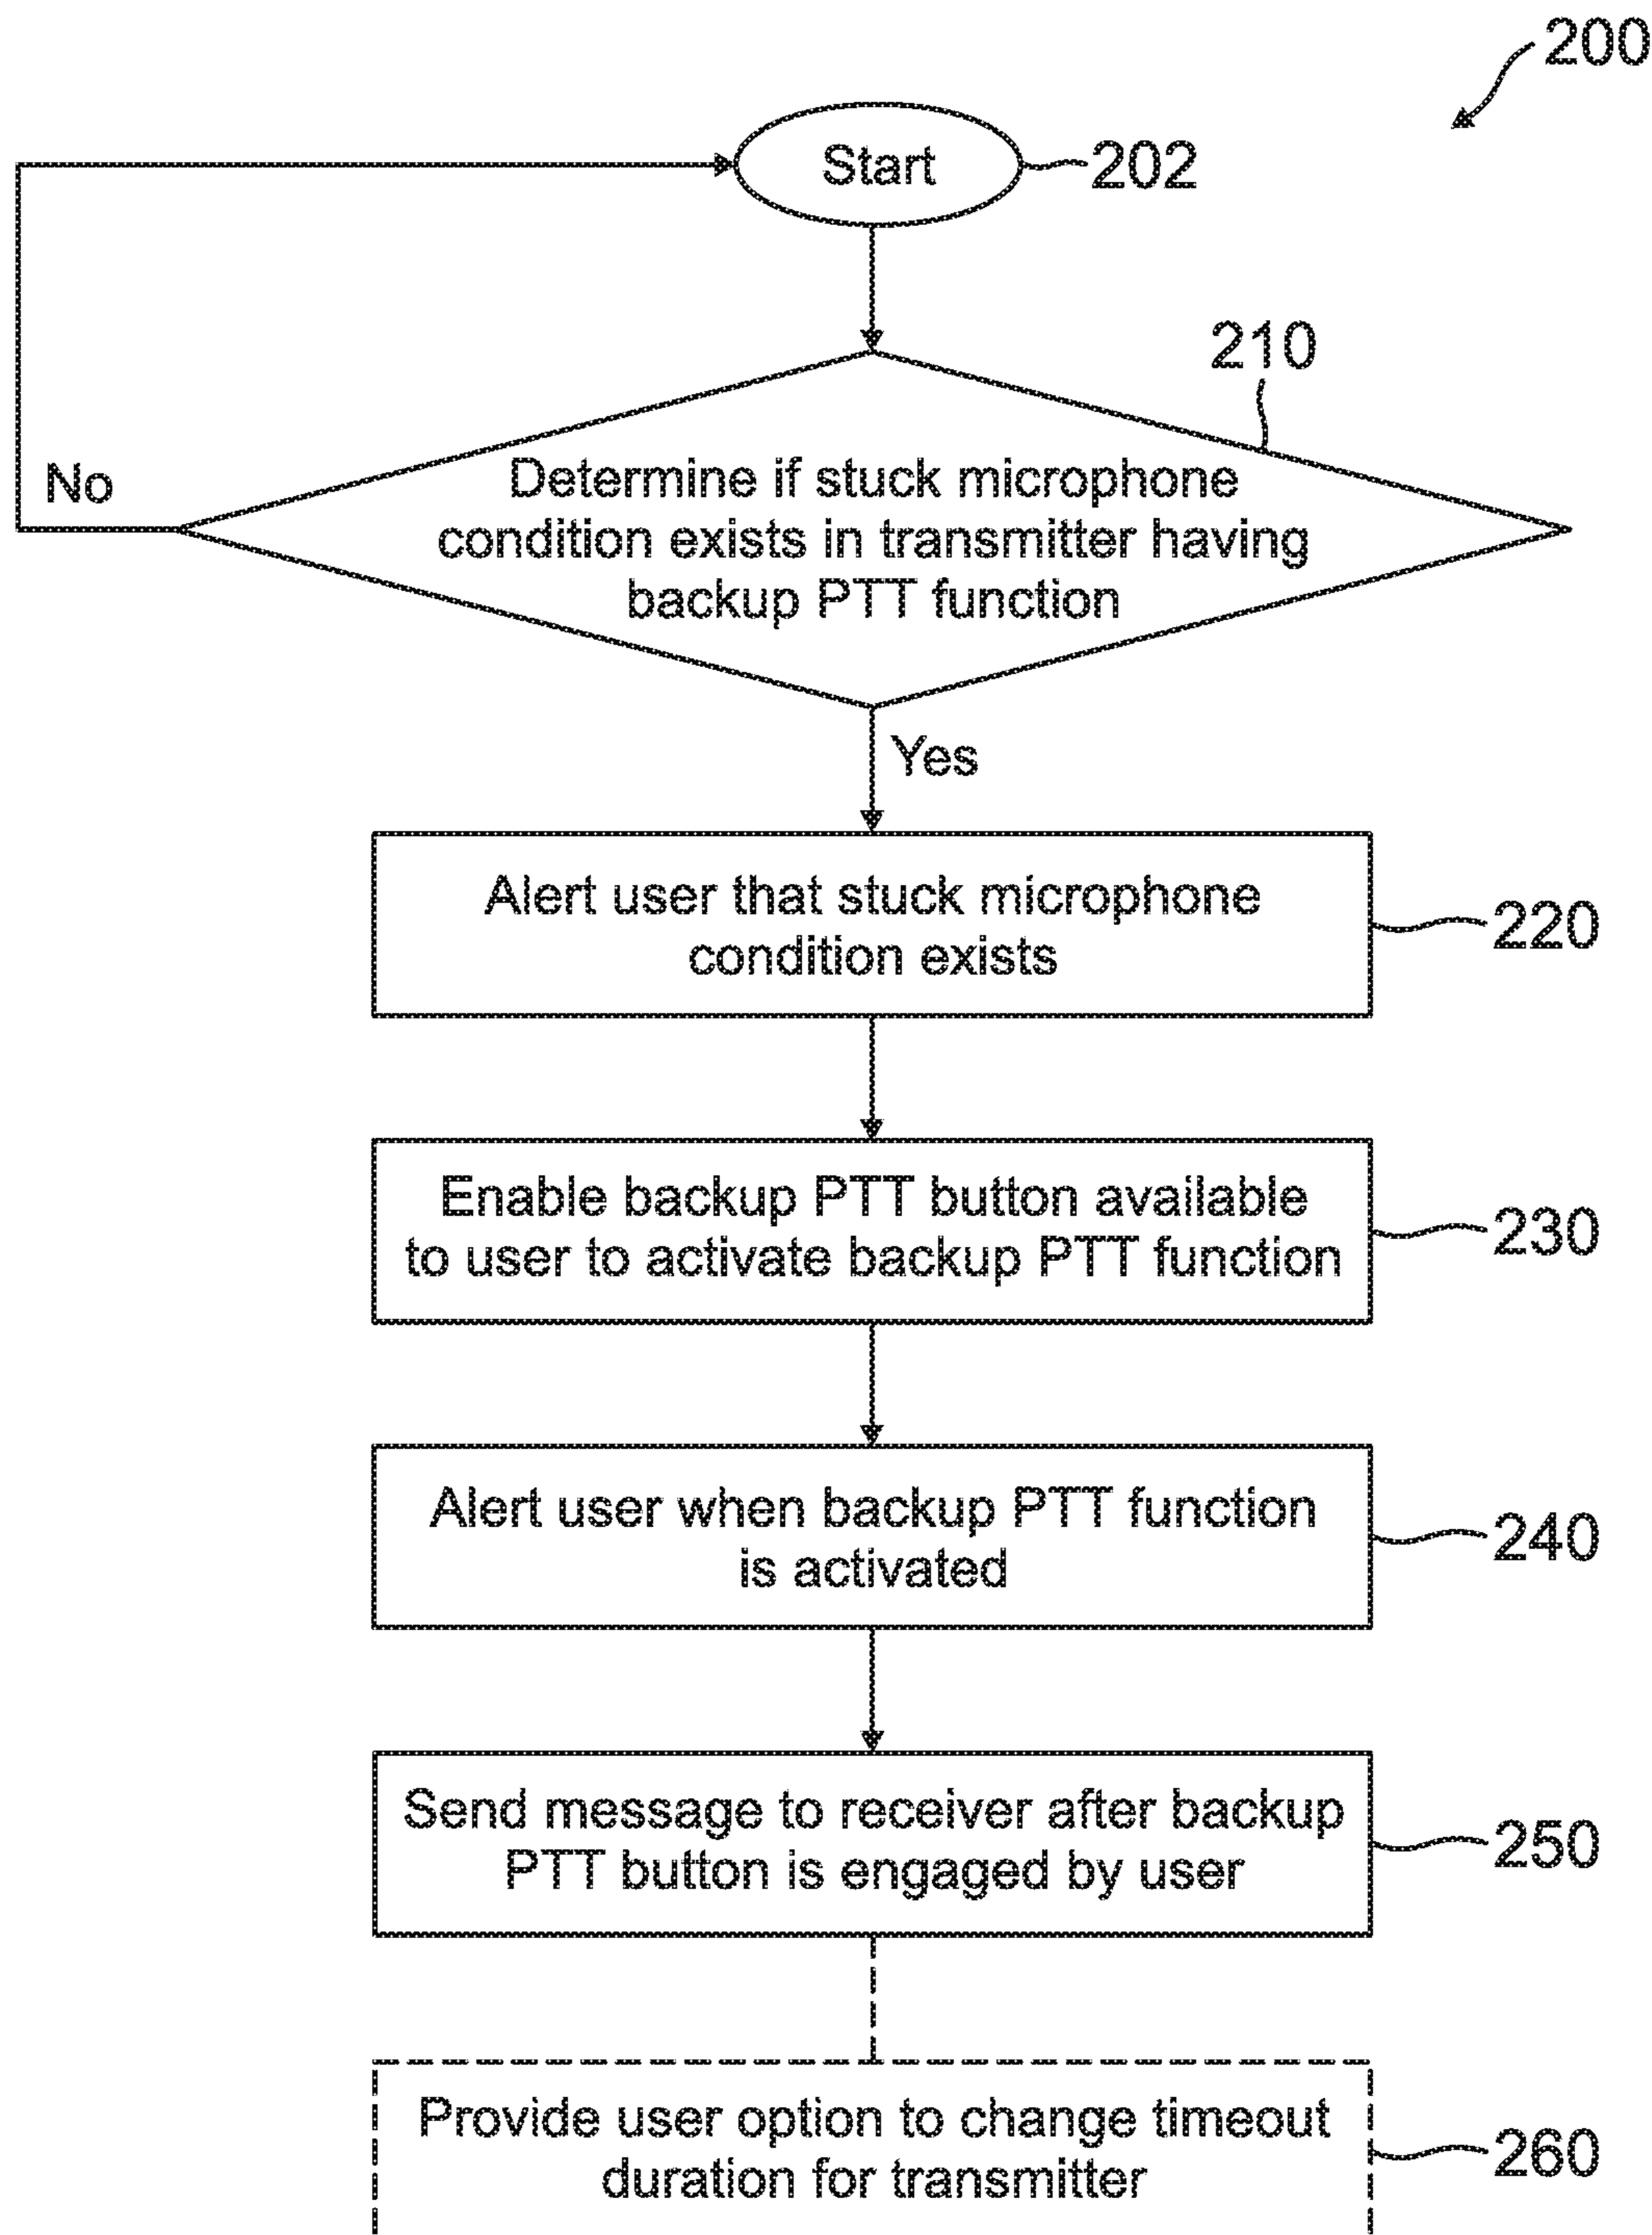 200
Start
202
210
No
Determine if stuck microphone
condition exists in transmitter having
backup PTT function
Yes
Alert user that stuck microphone
condition exists
220
Enable backup PTT button available
to user to activate backup PTT function
230
Alert user when backup PTT function
is activated
240
Send message to receiver after backup
PTT button is engaged by user
250
Provide user option to change timeout
duration for transmitter
260